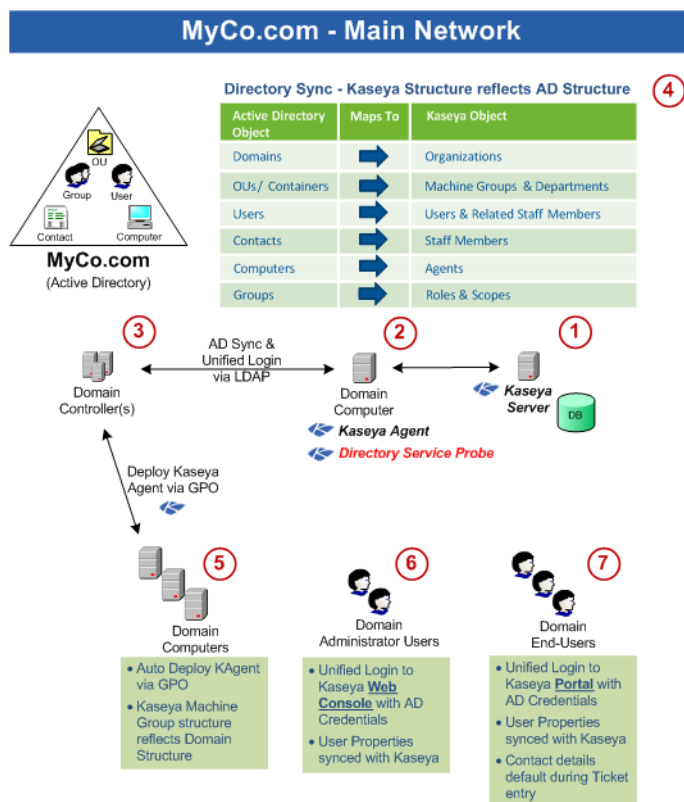 MyCo.com - Main Network
Directory Sync - Kaseya Structure reflects AD Structure
4
Active Directory Object
Maps To
Kaseya Object
Domains
Organizations
OUs/ Containers
Machine Groups & Departments
Users
Users & Related Staff Members
Contacts
Staff Members
Computers
Agents
Groups
Roles & Scopes
OU
Group
User
Contact
Computer
MyCo.com
(Active Directory)
3
2
1
AD Sync &
Unified Login
via LDAP
Domain
Controller(s)
Domain
Computer
Kaseya Agent
Directory Service Probe
Kaseya
Server
DB
Deploy Kaseya
Agent via GPO
5
6
7
Domain
Computers
• Auto Deploy KAgent
via GPO
• Kaseya Machine
Group structure
reflects Domain
Structure
Domain
Administrator Users
• Unified Login to
Kaseya Web
Console with AD
Credentials
• User Properties
synced with Kaseya
Domain
End-Users
• Unified Login to
Kaseya Portal with
AD Credentials
• User Properties
synced with Kaseya
• Contact details
default during Ticket
entry